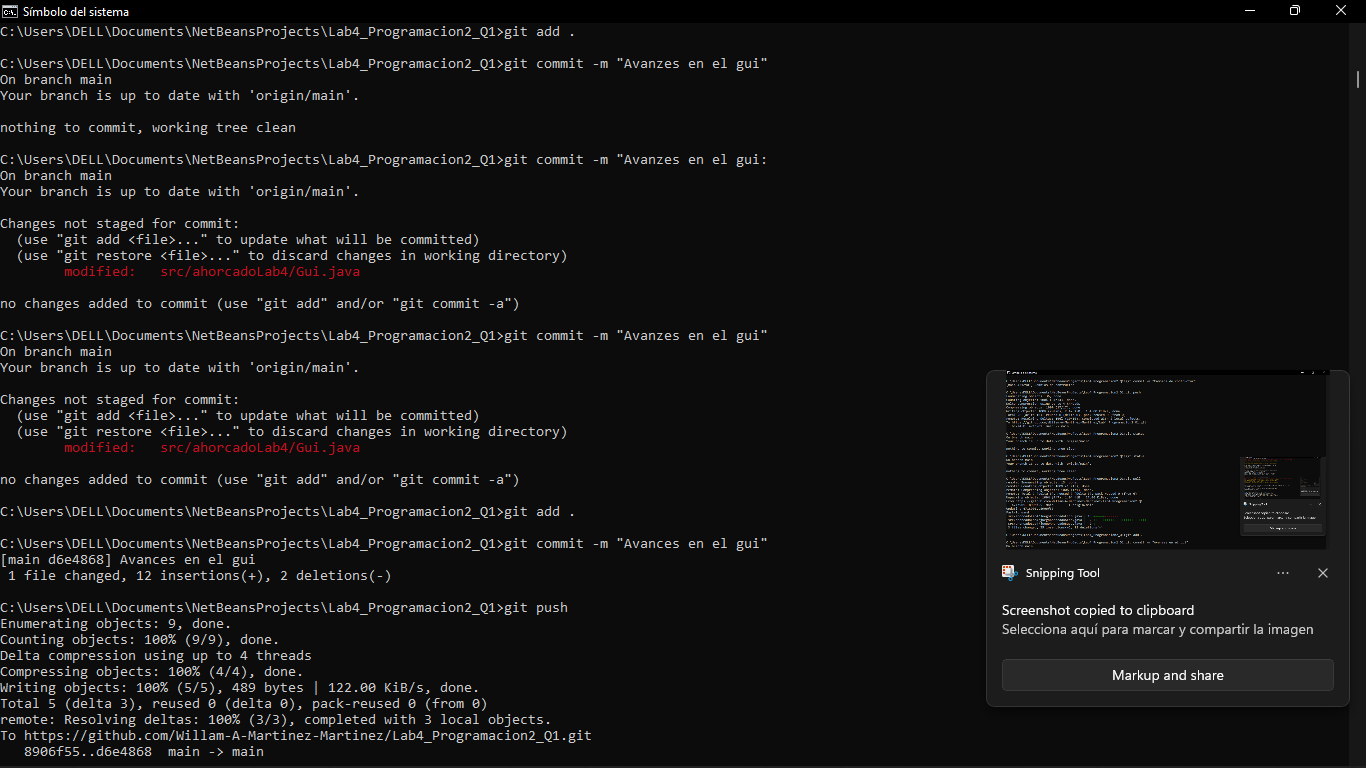 Símbolo del sistema
C:\Users\DELL\Documents\NetBeansProjects\Lab4_Programacion2_Q1>git add .
C:\Users\DELL\Documents\NetBeansProjects\Lab4_Programacion2_Q1>git commit -m "Avanzes en el gui"
On branch main
Your branch is up to date with 'origin/main'.
nothing to commit, working tree clean
C:\Users\DELL\Documents\NetBeansProjects\Lab4_Programacion2_Q1>git commit -m "Avanzes en el gui:
On branch main
Your branch is up to date with 'origin/main'.
Changes not staged for commit:
  (use "git add <file>..." to update what will be committed)
  (use "git restore <file>..." to discard changes in working directory)
        modified:   src/ahorcadoLab4/Gui.java
no changes added to commit (use "git add" and/or "git commit -a")
C:\Users\DELL\Documents\NetBeansProjects\Lab4_Programacion2_Q1>git commit -m "Avanzes en el gui"
On branch main
Your branch is up to date with 'origin/main'.
Changes not staged for commit:
  (use "git add <file>..." to update what will be committed)
  (use "git restore <file>..." to discard changes in working directory)
        modified:   src/ahorcadoLab4/Gui.java
no changes added to commit (use "git add" and/or "git commit -a")
C:\Users\DELL\Documents\NetBeansProjects\Lab4_Programacion2_Q1>git add .
C:\Users\DELL\Documents\NetBeansProjects\Lab4_Programacion2_Q1>git commit -m "Avances en el gui"
[main d6e4868] Avances en el gui
 1 file changed, 12 insertions(+), 2 deletions(-)
C:\Users\DELL\Documents\NetBeansProjects\Lab4_Programacion2_Q1>git push
Enumerating objects: 9, done.
Counting objects: 100% (9/9), done.
Delta compression using up to 4 threads
Compressing objects: 100% (4/4), done.
Writing objects: 100% (5/5), 489 bytes | 122.00 KiB/s, done.
Total 5 (delta 3), reused 0 (delta 0), pack-reused 0 (from 0)
remote: Resolving deltas: 100% (3/3), completed with 3 local objects.
To https://github.com/Willam-A-Martinez-Martinez/Lab4_Programacion2_Q1.git
   8906f55..d6e4868  main -> main
Snipping Tool
Screenshot copied to clipboard
Selecciona aquí para marcar y compartir la imagen
Markup and share